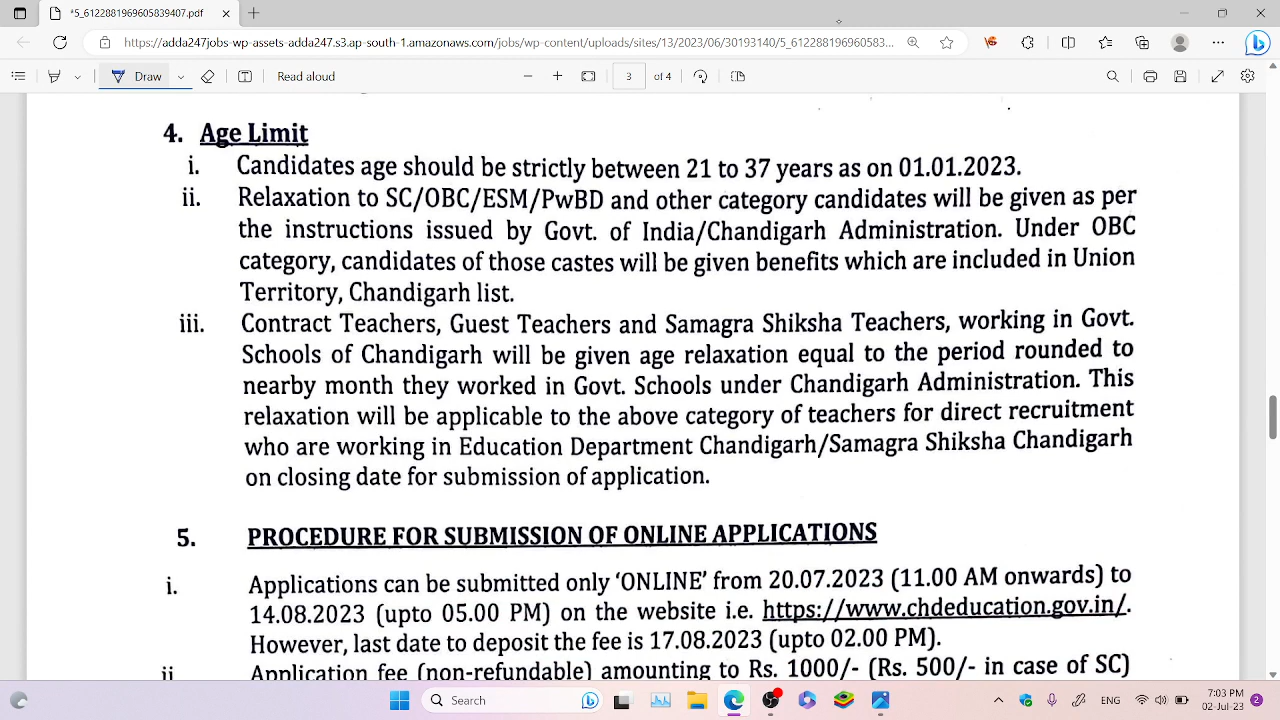 *5_6122881969605839407.pdf
https://adda247jobs-wp-assets-adda247.s3.ap-south-1.amazonaws.com/jobs/wp-content/uploads/sites/13/2023/06/30193140/5_612288196960583...
Draw
Read aloud
3 of 4
4. Age Limit
i. Candidates age should be strictly between 21 to 37 years as on 01.01.2023.
ii. Relaxation to SC/OBC/ESM/PwBD and other category candidates will be given as per
the instructions issued by Govt. of India/Chandigarh Administration. Under OBC
category, candidates of those castes will be given benefits which are included in Union
Territory, Chandigarh list.
iii. Contract Teachers, Guest Teachers and Samagra Shiksha Teachers, working in Govt.
Schools of Chandigarh will be given age relaxation equal to the period rounded to
nearby month they worked in Govt. Schools under Chandigarh Administration. This
relaxation will be applicable to the above category of teachers for direct recruitment
who are working in Education Department Chandigarh/Samagra Shiksha Chandigarh
on closing date for submission of application.
5. PROCEDURE FOR SUBMISSION OF ONLINE APPLICATIONS
i. Applications can be submitted only ‘ONLINE’ from 20.07.2023 (11.00 AM onwards) to
14.08.2023 (upto 05.00 PM) on the website i.e. https://www.chdeducation.gov.in/.
However, last date to deposit the fee is 17.08.2023 (upto 02.00 PM).
ii Application fee (non-refundable) amounting to Rs. 1000/- (Rs. 500/- in case of SC)
Search
ENG
7:03 PM
02-Jul-23
2